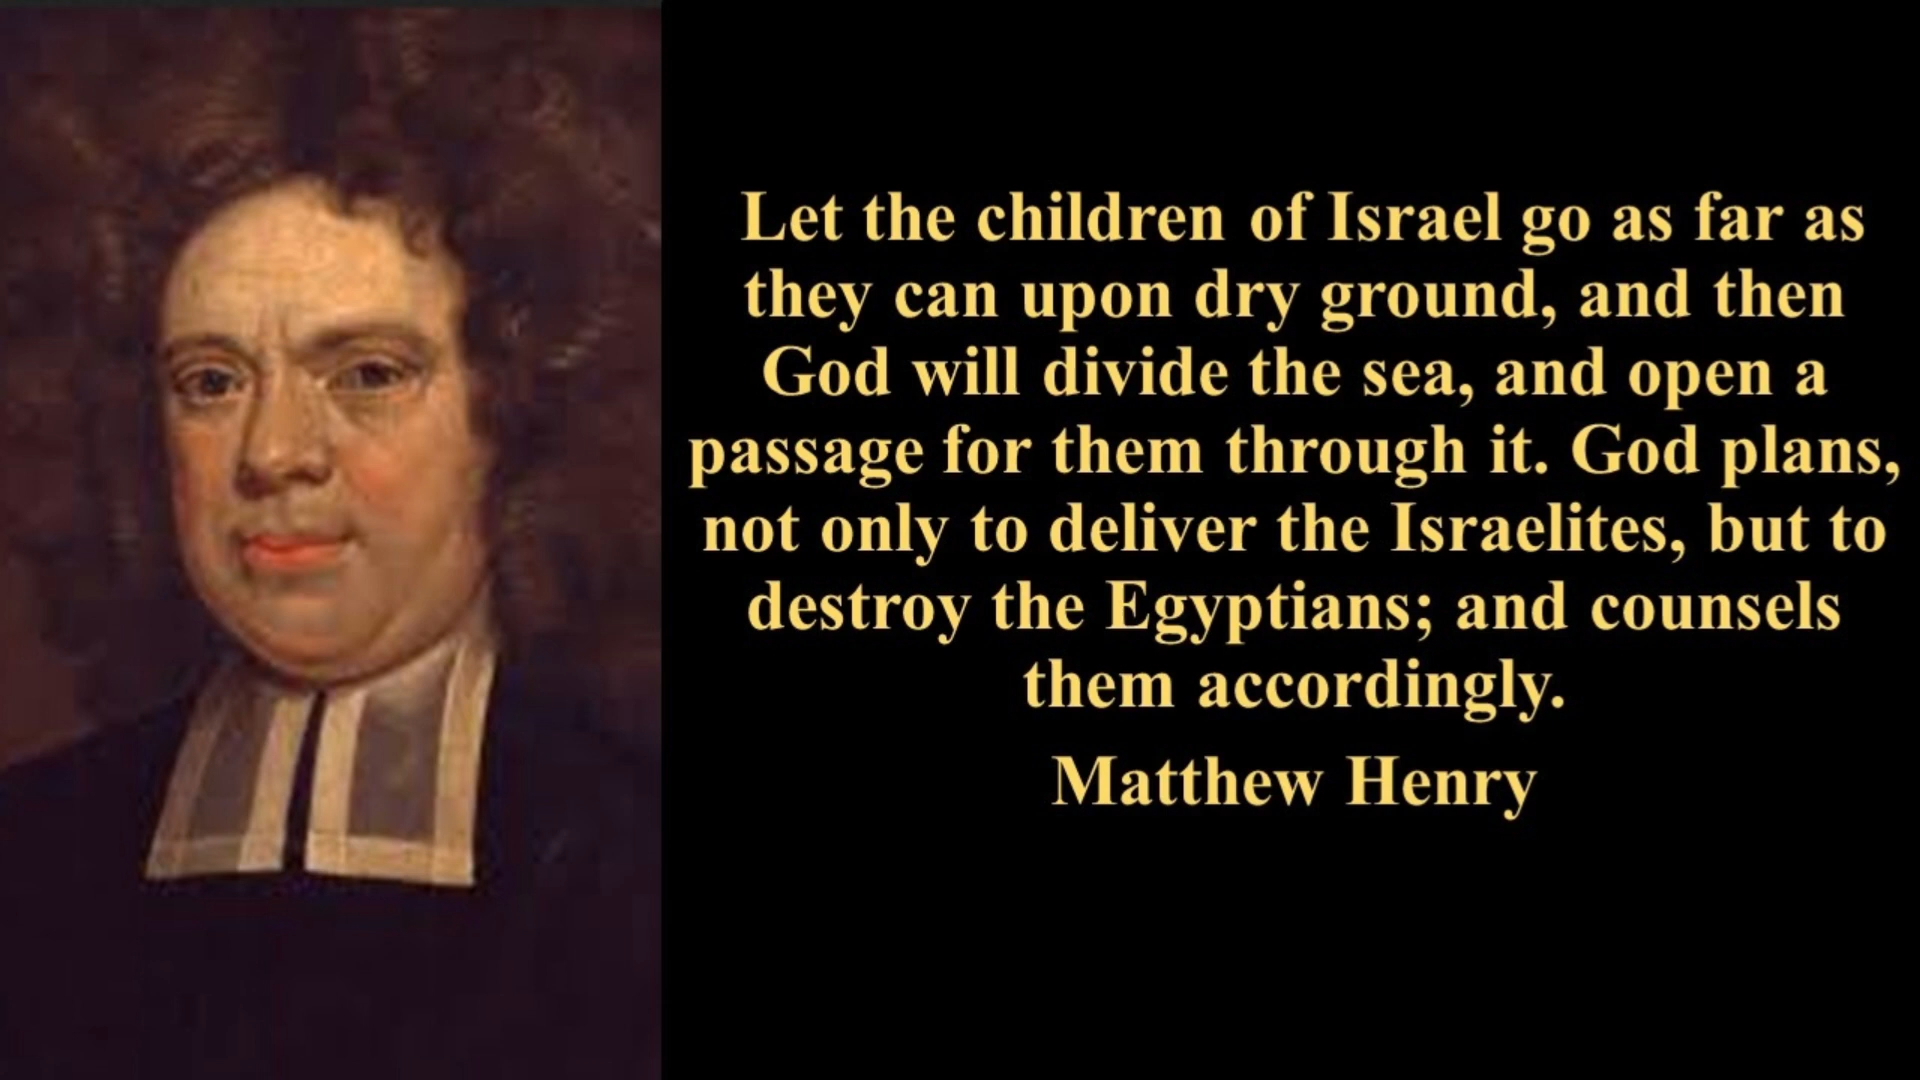 Let the children of Israel go as far as
they can upon dry ground, and then
God will divide the sea, and open a
passage for them through it. God plans,
not only to deliver the Israelites, but to
destroy the Egyptians; and counsels
them accordingly.
Matthew Henry